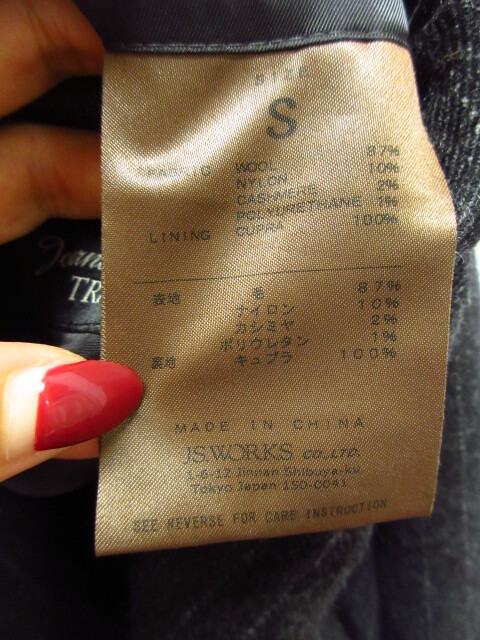 SIZE
S
FABRIC WOOL 87%
NYLON 10%
CASHMERE 2%
POLYURETHANE 1%
LINING CUPRA 100%
表地 毛 87%
ナイロン 10%
カシミヤ 2%
ポリウレタン 1%
裏地 キュプラ 100%
MADE IN CHINA
JS.WORKS CO.,LTD.
1-6-12 Jinnan Shibuya-ku,
Tokyo Japan 150-0041.
SEE REVERSE FOR CARE INSTRUCTION